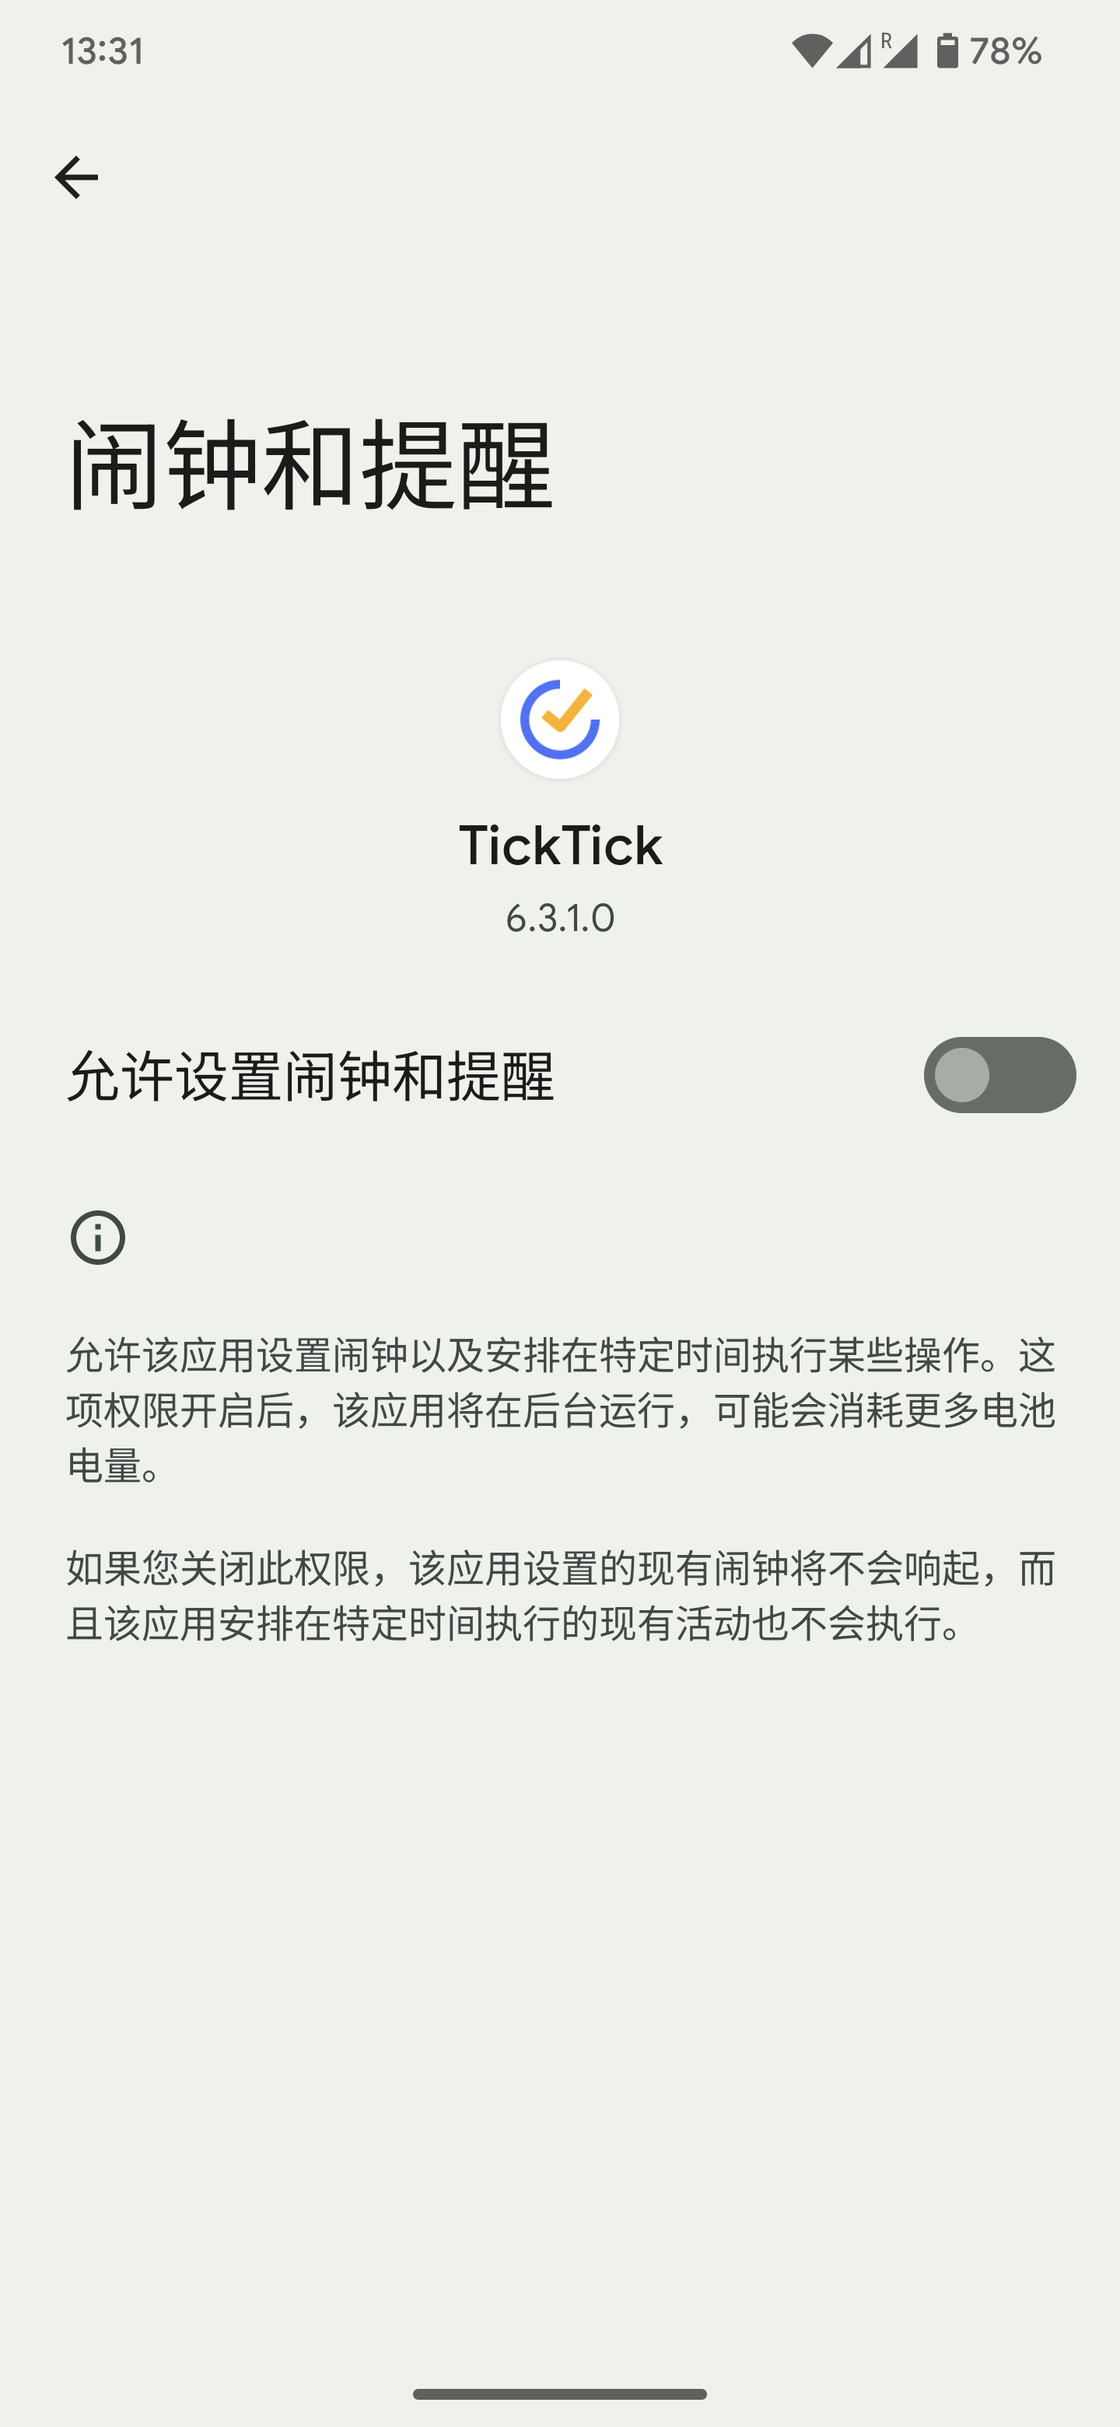 13:31
R
78%
闹钟和提醒
TickTick
6.3.1.0
允许设置闹钟和提醒
允许该应用设置闹钟以及安排在特定时间执行某些操作。这
项权限开启后，该应用将在后台运行，可能会消耗更多电池
电量。
如果您关闭此权限，该应用设置的现有闹钟将不会响起，而
且该应用安排在特定时间执行的现有活动也不会执行。